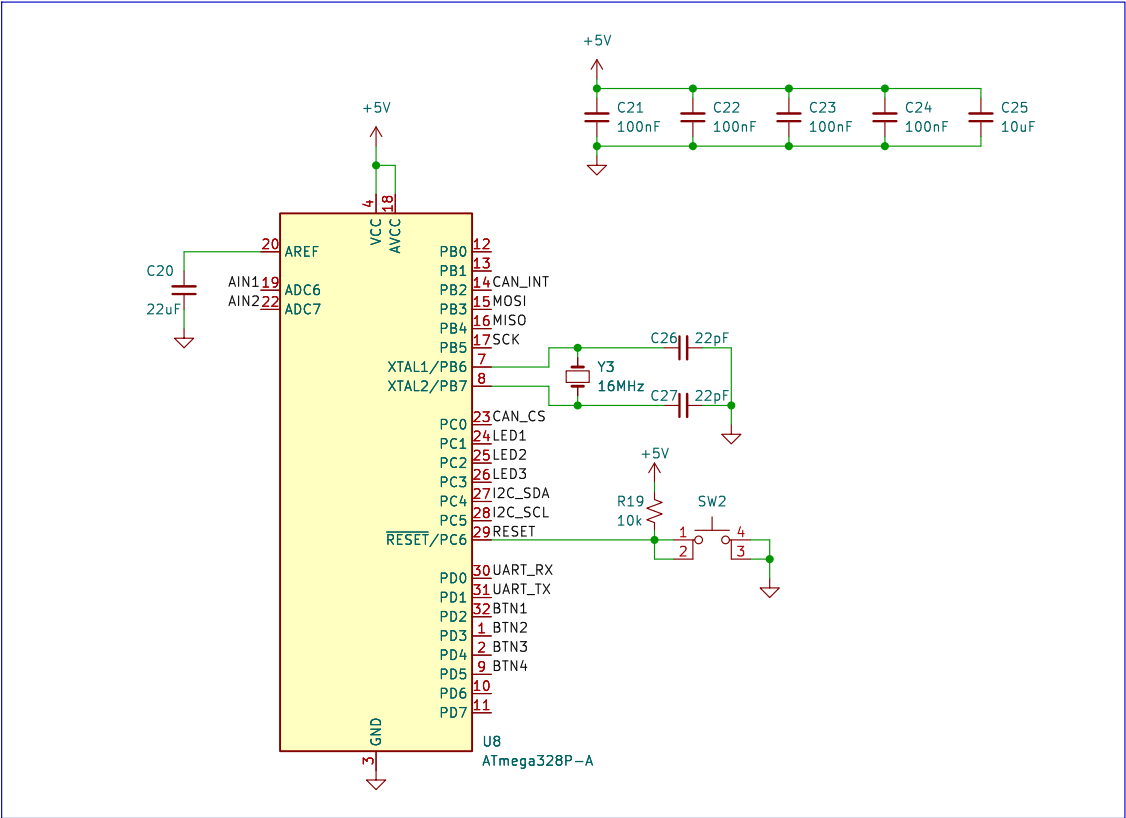 +5V
C21
100nF
C22
100nF
C23
100nF
C24
100nF
C25
10uF
+5V
4
18
VCC
AVCC
20
AREF
C20
22uF
AIN1
19
ADC6
AIN2
22
ADC7
PB0
12
PB1
13
PB2
14
CAN_INT
PB3
15
MOSI
PB4
16
MISO
PB5
17
SCK
XTAL1/PB6
7
XTAL2/PB7
8
C26
22pF
Y3
16MHz
C27
22pF
PC0
23
CAN_CS
PC1
24
LED1
PC2
25
LED2
PC3
26
LED3
PC4
27
I2C_SDA
PC5
28
I2C_SCL
RESET/PC6
29
RESET
+5V
R19
10k
SW2
1
2
4
3
PD0
30
UART_RX
PD1
31
UART_TX
PD2
32
BTN1
PD3
1
BTN2
PD4
2
BTN3
PD5
9
BTN4
PD6
10
PD7
11
GND
3
U8
ATmega328P-A